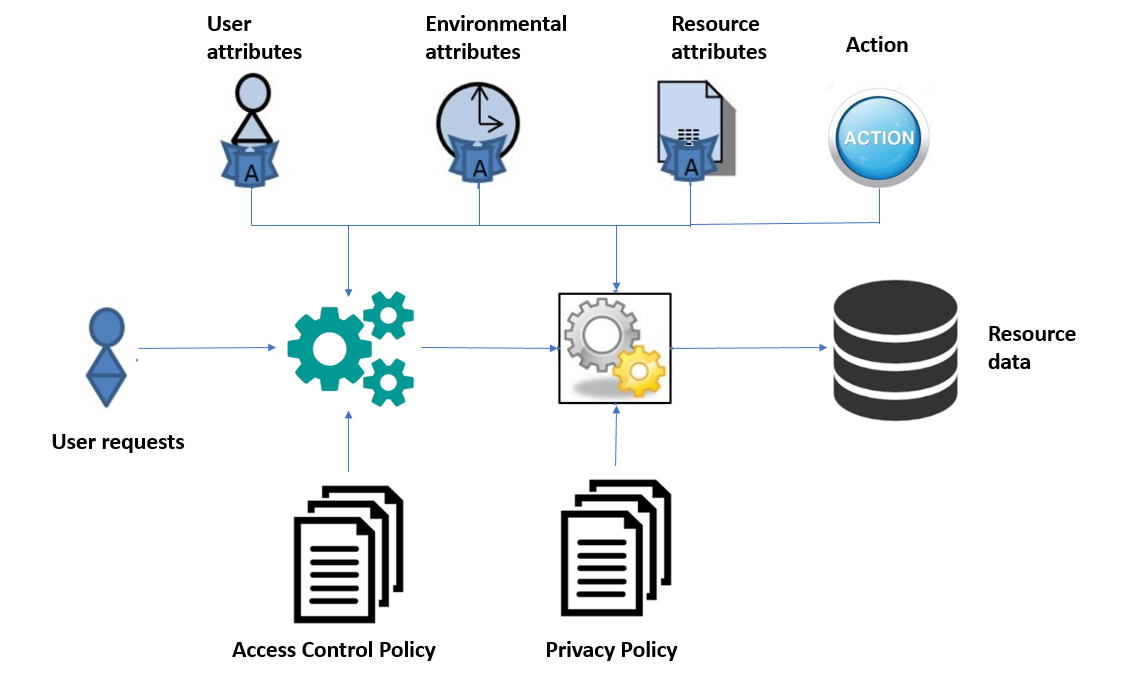 User
attributes
Environmental
attributes
Resource
attributes
Action
A
A
A
ACTION
Resource
data
User requests
Access Control Policy
Privacy Policy